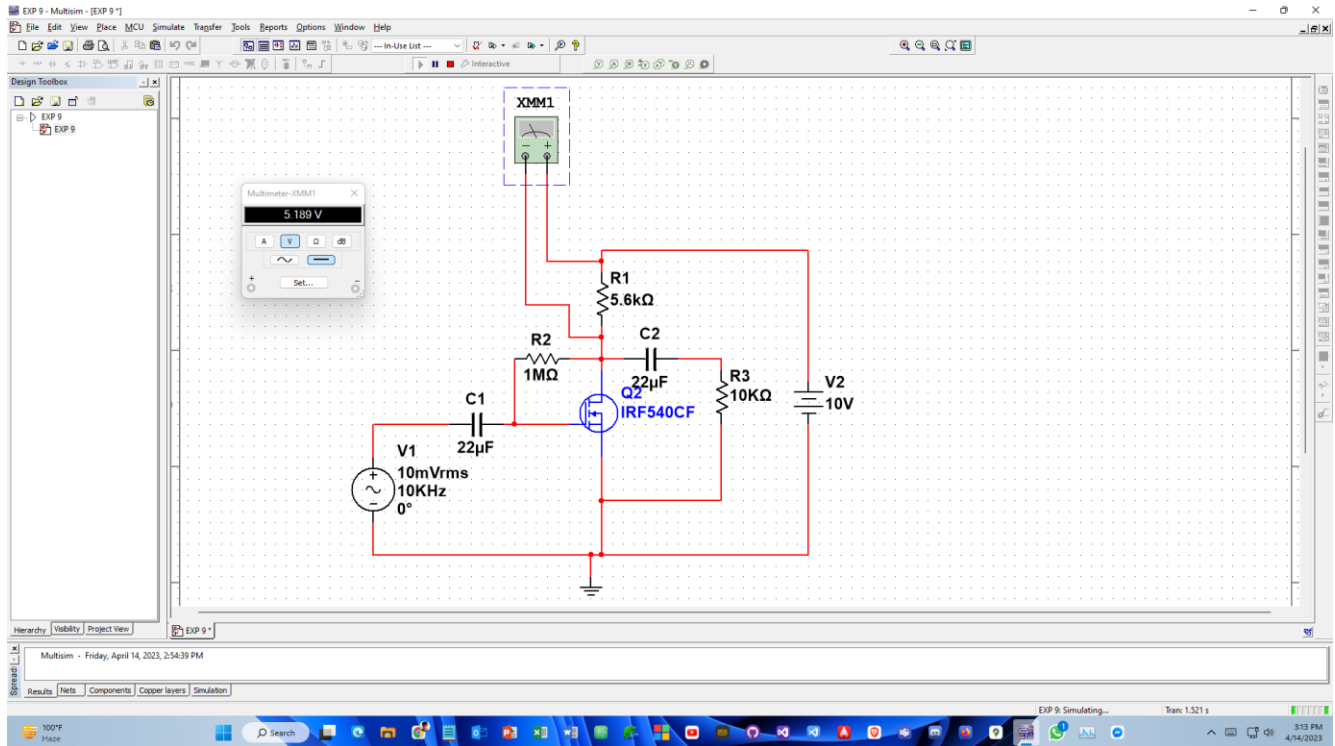 EXP 9 - Multisim - [EXP 9 *]
File Edit View Place MCU Simulate Transfer Tools Reports Options Window Help
--- In-Use List ---
Interactive
Design Toolbox
EXP 9
EXP 9
XMM1
Multimeter-XMM1
5.189 V
A V Ω dB
Set...
+ -
R1
5.6kΩ
R2
1MΩ
C2
22µF
R3
10KΩ
V2
10V
Q2
IRF540CF
C1
22µF
V1
10mVrms
10KHz
0°
Hierarchy Visibility Project View
EXP 9 *
Multisim - Friday, April 14, 2023, 2:54:39 PM
Results Nets Components Copper layers Simulation
EXP 9: Simulating... Tran: 1.521 s
100°F
Haze
Search
3:13 PM
4/14/2023